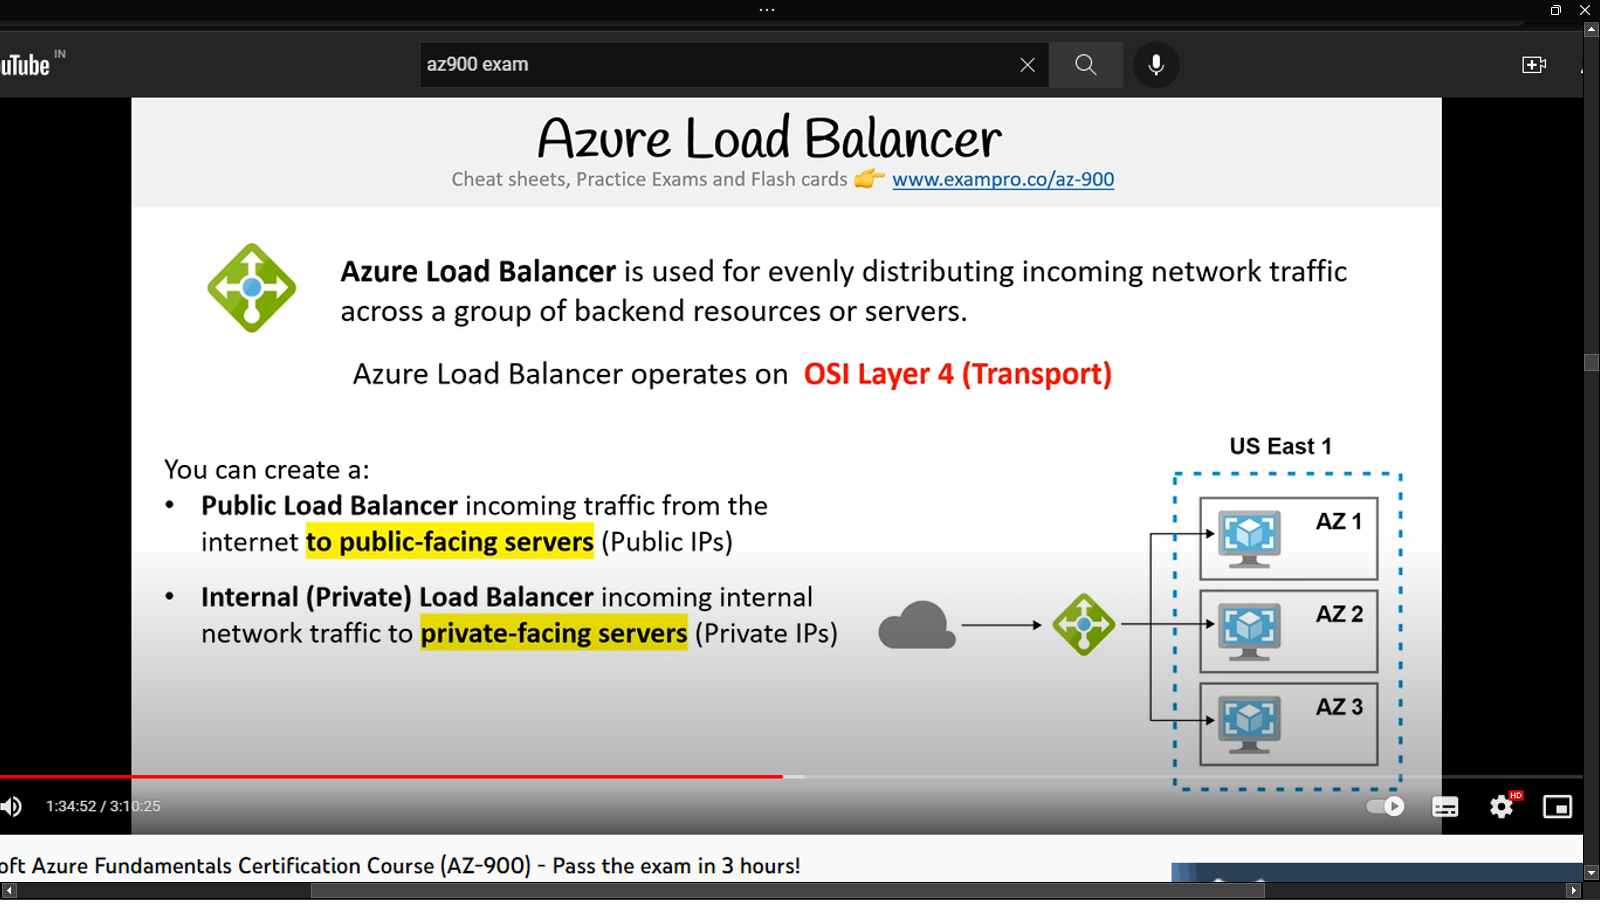 uTube IN
az900 exam
Azure Load Balancer
Cheat sheets, Practice Exams and Flash cards 👉 www.exampro.co/az-900
Azure Load Balancer is used for evenly distributing incoming network traffic
across a group of backend resources or servers.
Azure Load Balancer operates on OSI Layer 4 (Transport)
US East 1
You can create a:
• Public Load Balancer incoming traffic from the
internet to public-facing servers (Public IPs)
• Internal (Private) Load Balancer incoming internal
network traffic to private-facing servers (Private IPs)
AZ 1
AZ 2
AZ 3
1:34:52 / 3:10:25
HD
oft Azure Fundamentals Certification Course (AZ-900) - Pass the exam in 3 hours!